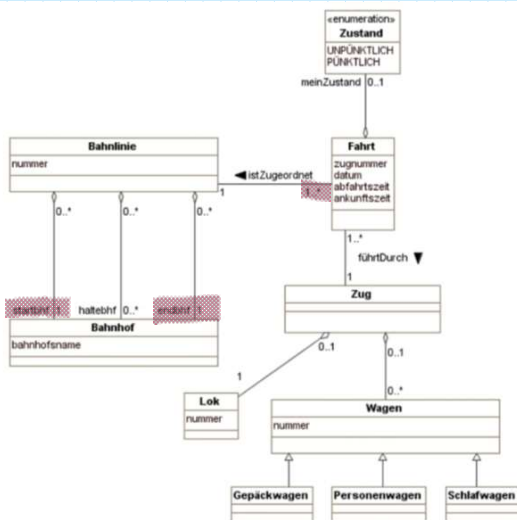 «enumeration»
Zustand
UNPÜNKTLICH
PÜNKTLICH
meinZustand 0..1
Bahnlinie
nummer
Fahrt
zugnummer
datum
abfahrtszeit
ankunftszeit
istZugeordnet
1
1..*
0..*
0..*
0..*
1..*
führtDurch
1
startbhf 1
haltebhf 0..*
endbhf 1
Bahnhof
bahnhofsname
Zug
0..1
0..1
1
0..*
Lok
nummer
Wagen
nummer
Gepäckwagen
Personenwagen
Schlafwagen